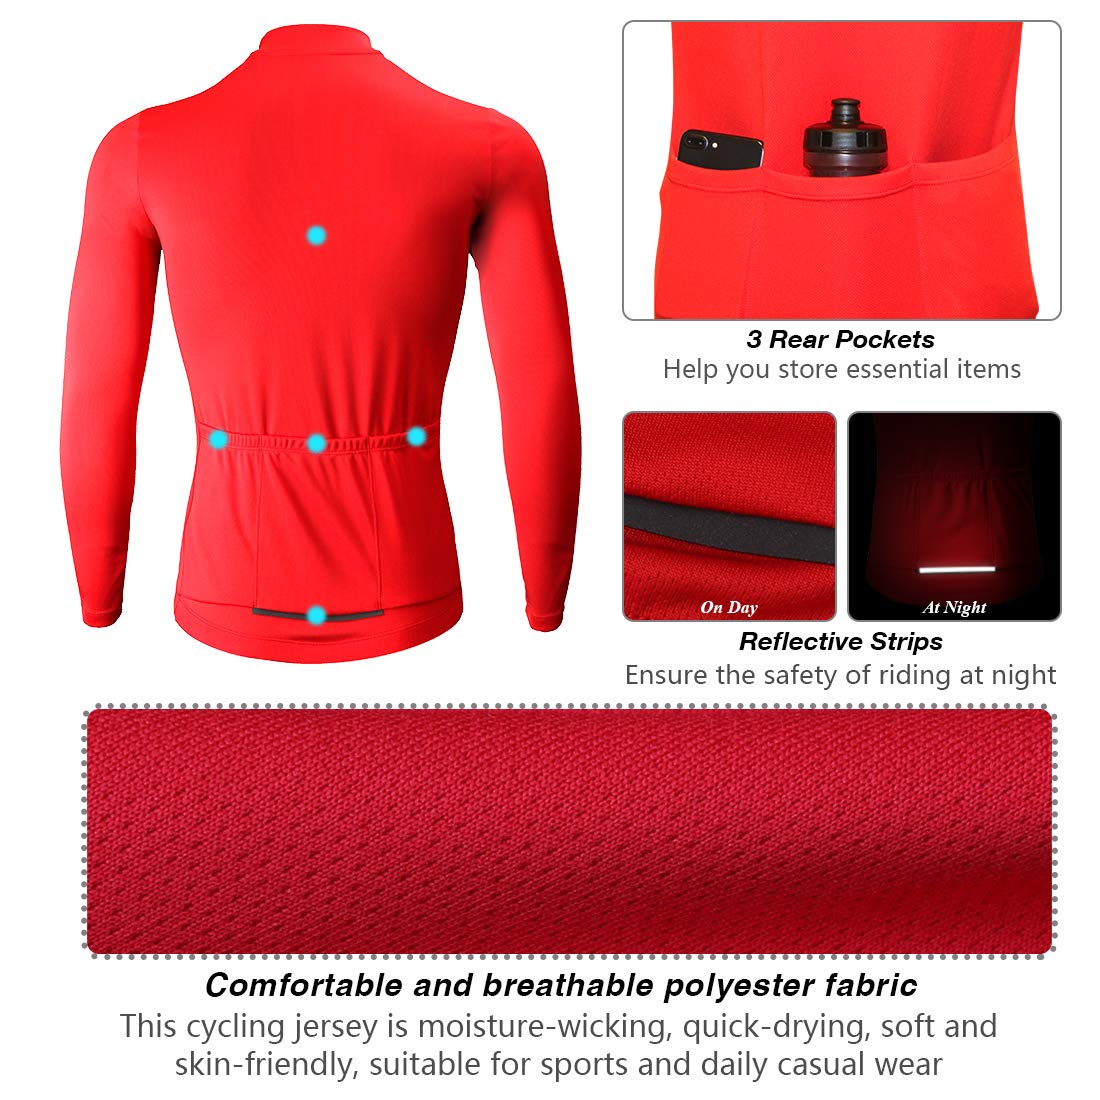 3 Rear Pockets
Help you store essential items
On Day
At Night
Reflective Strips
Ensure the safety of riding at night
Comfortable and breathable polyester fabric
This cycling jersey is moisture-wicking, quick-drying, soft and
skin-friendly, suitable for sports and daily casual wear